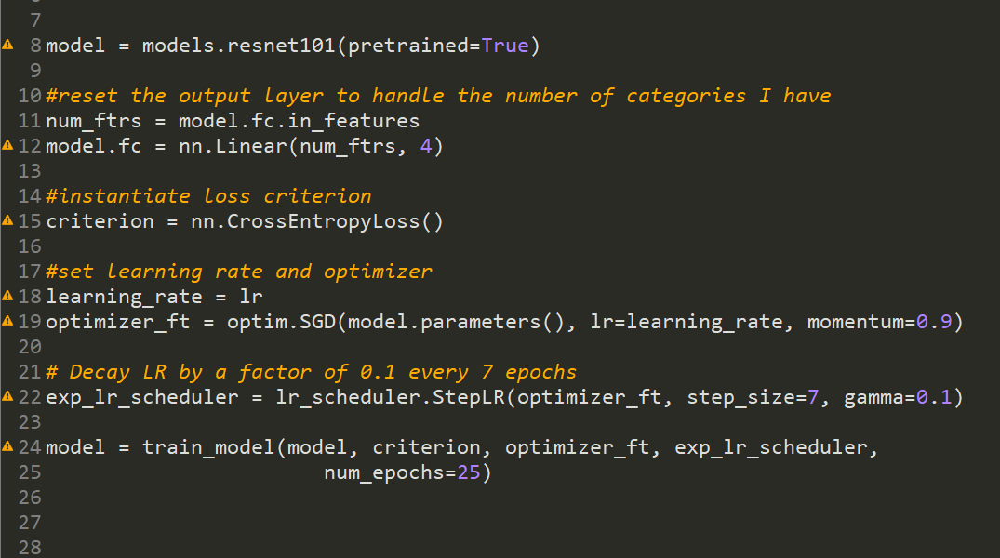 7
8 model = models.resnet101(pretrained=True)
9
10 #reset the output layer to handle the number of categories I have
11 num_ftrs = model.fc.in_features
12 model.fc = nn.Linear(num_ftrs, 4)
13
14 #instantiate loss criterion
15 criterion = nn.CrossEntropyLoss()
16
17 #set learning rate and optimizer
18 learning_rate = lr
19 optimizer_ft = optim.SGD(model.parameters(), lr=learning_rate, momentum=0.9)
20
21 # Decay LR by a factor of 0.1 every 7 epochs
22 exp_lr_scheduler = lr_scheduler.StepLR(optimizer_ft, step_size=7, gamma=0.1)
23
24 model = train_model(model, criterion, optimizer_ft, exp_lr_scheduler,
25                        num_epochs=25)
26
27
28